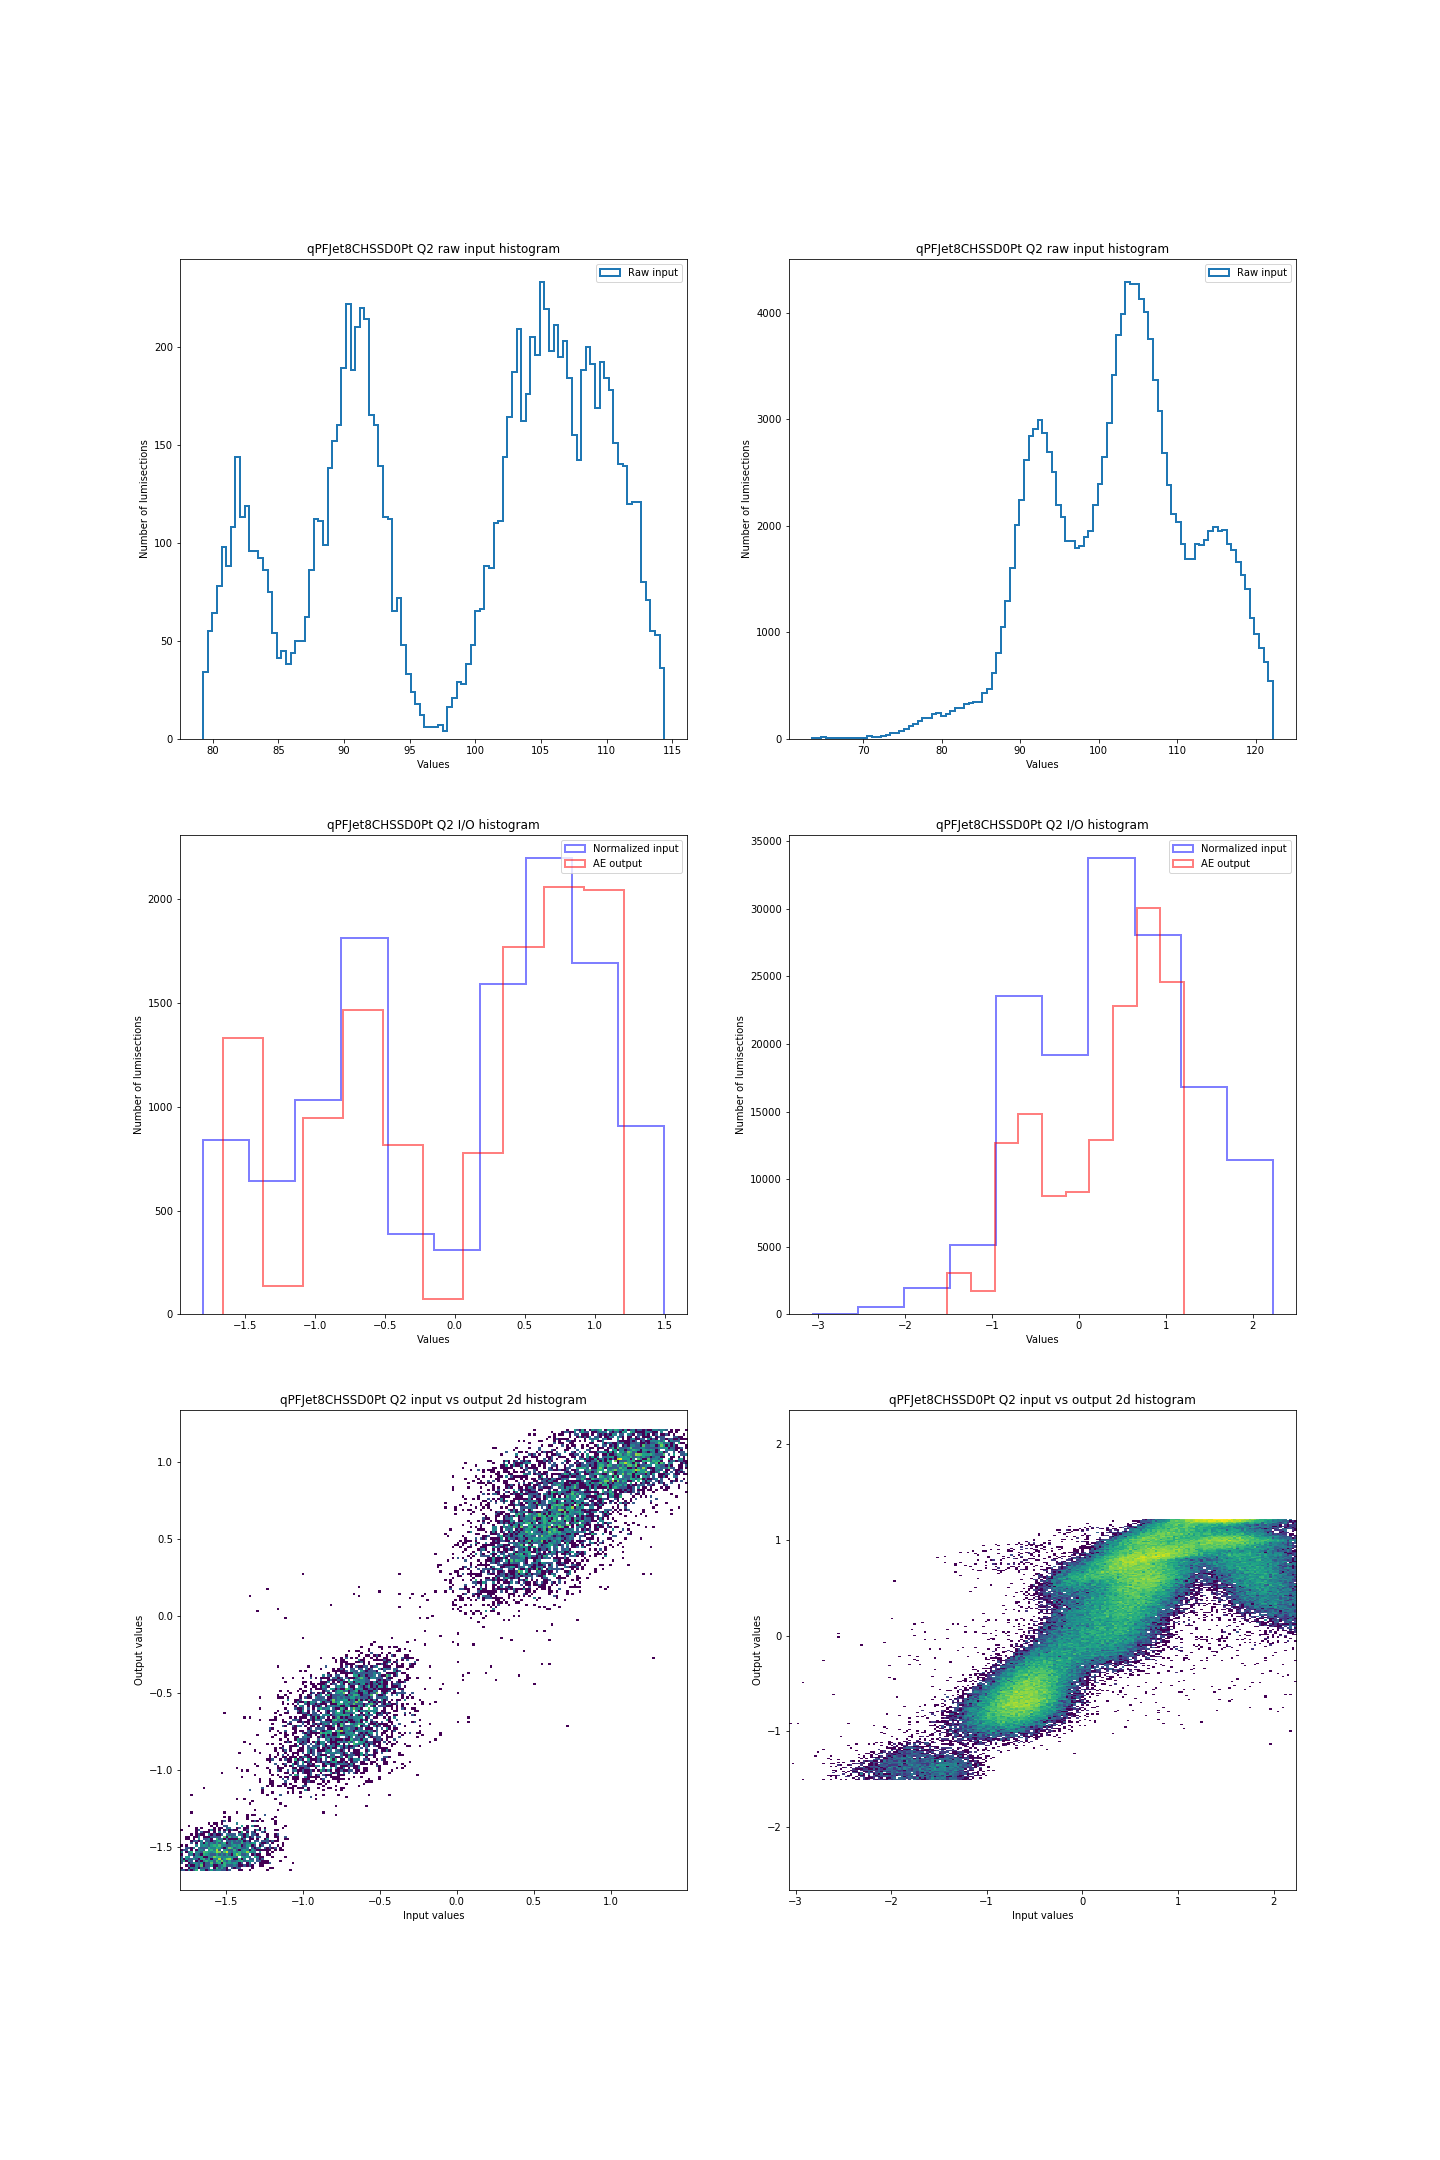 qPFJet8CHSSD0Pt Q2 raw input histogram
Raw input
Number of lumisections
200
150
100
50
0
80 85 90 95 100 105 110 115
Values
qPFJet8CHSSD0Pt Q2 raw input histogram
Raw input
Number of lumisections
4000
3000
2000
1000
0
70 80 90 100 110 120
Values
qPFJet8CHSSD0Pt Q2 I/O histogram
Normalized input
AE output
Number of lumisections
2000
1500
1000
500
0
−1.5 −1.0 −0.5 0.0 0.5 1.0 1.5
Values
qPFJet8CHSSD0Pt Q2 I/O histogram
Normalized input
AE output
Number of lumisections
35000
30000
25000
20000
15000
10000
5000
0
−3 −2 −1 0 1 2
Values
qPFJet8CHSSD0Pt Q2 input vs output 2d histogram
Output values
1.0
0.5
0.0
−0.5
−1.0
−1.5
−1.5 −1.0 −0.5 0.0 0.5 1.0
Input values
qPFJet8CHSSD0Pt Q2 input vs output 2d histogram
Output values
2
1
0
−1
−2
−3 −2 −1 0 1 2
Input values